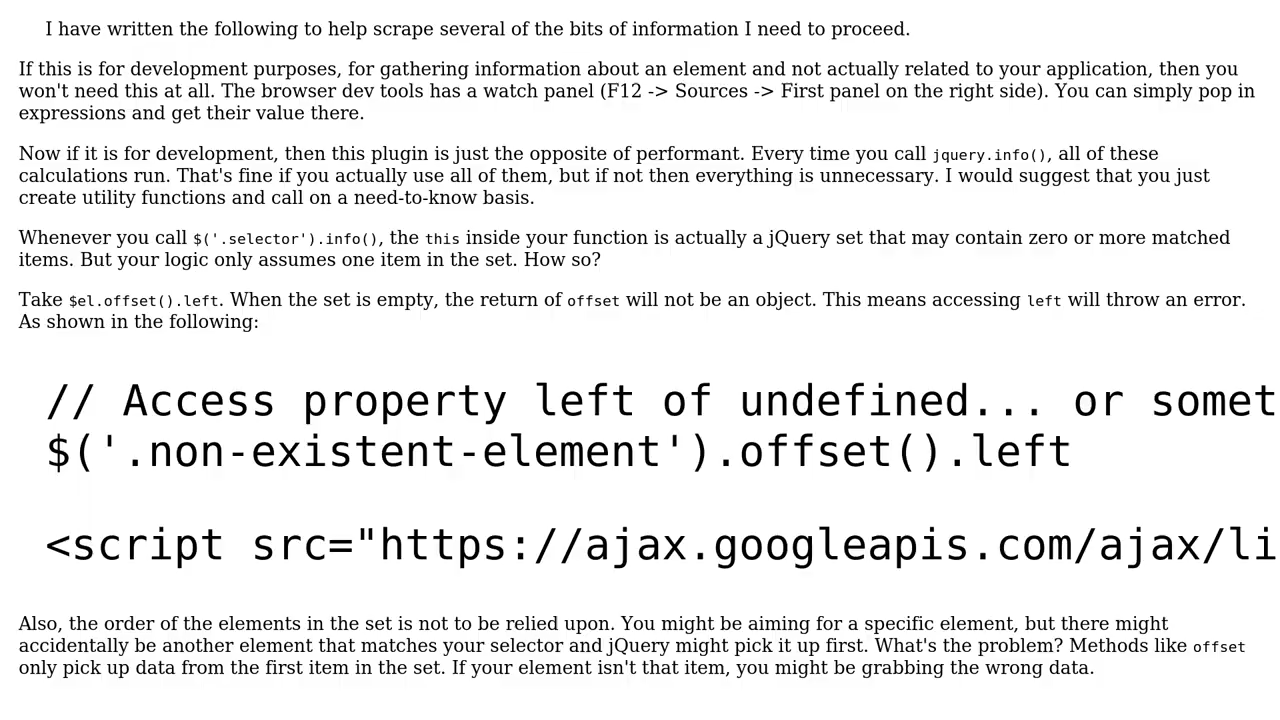 I have written the following to help scrape several of the bits of information I need to proceed.
If this is for development purposes, for gathering information about an element and not actually related to your application, then you
won't need this at all. The browser dev tools has a watch panel (F12 -> Sources -> First panel on the right side). You can simply pop in
expressions and get their value there.
Now if it is for development, then this plugin is just the opposite of performant. Every time you call jquery.info(), all of these
calculations run. That's fine if you actually use all of them, but if not then everything is unnecessary. I would suggest that you just
create utility functions and call on a need-to-know basis.
Whenever you call $('.selector').info(), the this inside your function is actually a jQuery set that may contain zero or more matched
items. But your logic only assumes one item in the set. How so?
Take $el.offset().left. When the set is empty, the return of offset will not be an object. This means accessing left will throw an error.
As shown in the following:
// Access property left of undefined... or somet
$('.non-existent-element').offset().left
<script src="https://ajax.googleapis.com/ajax/li
Also, the order of the elements in the set is not to be relied upon. You might be aiming for a specific element, but there might
accidentally be another element that matches your selector and jQuery might pick it up first. What's the problem? Methods like offset
only pick up data from the first item in the set. If your element isn't that item, you might be grabbing the wrong data.